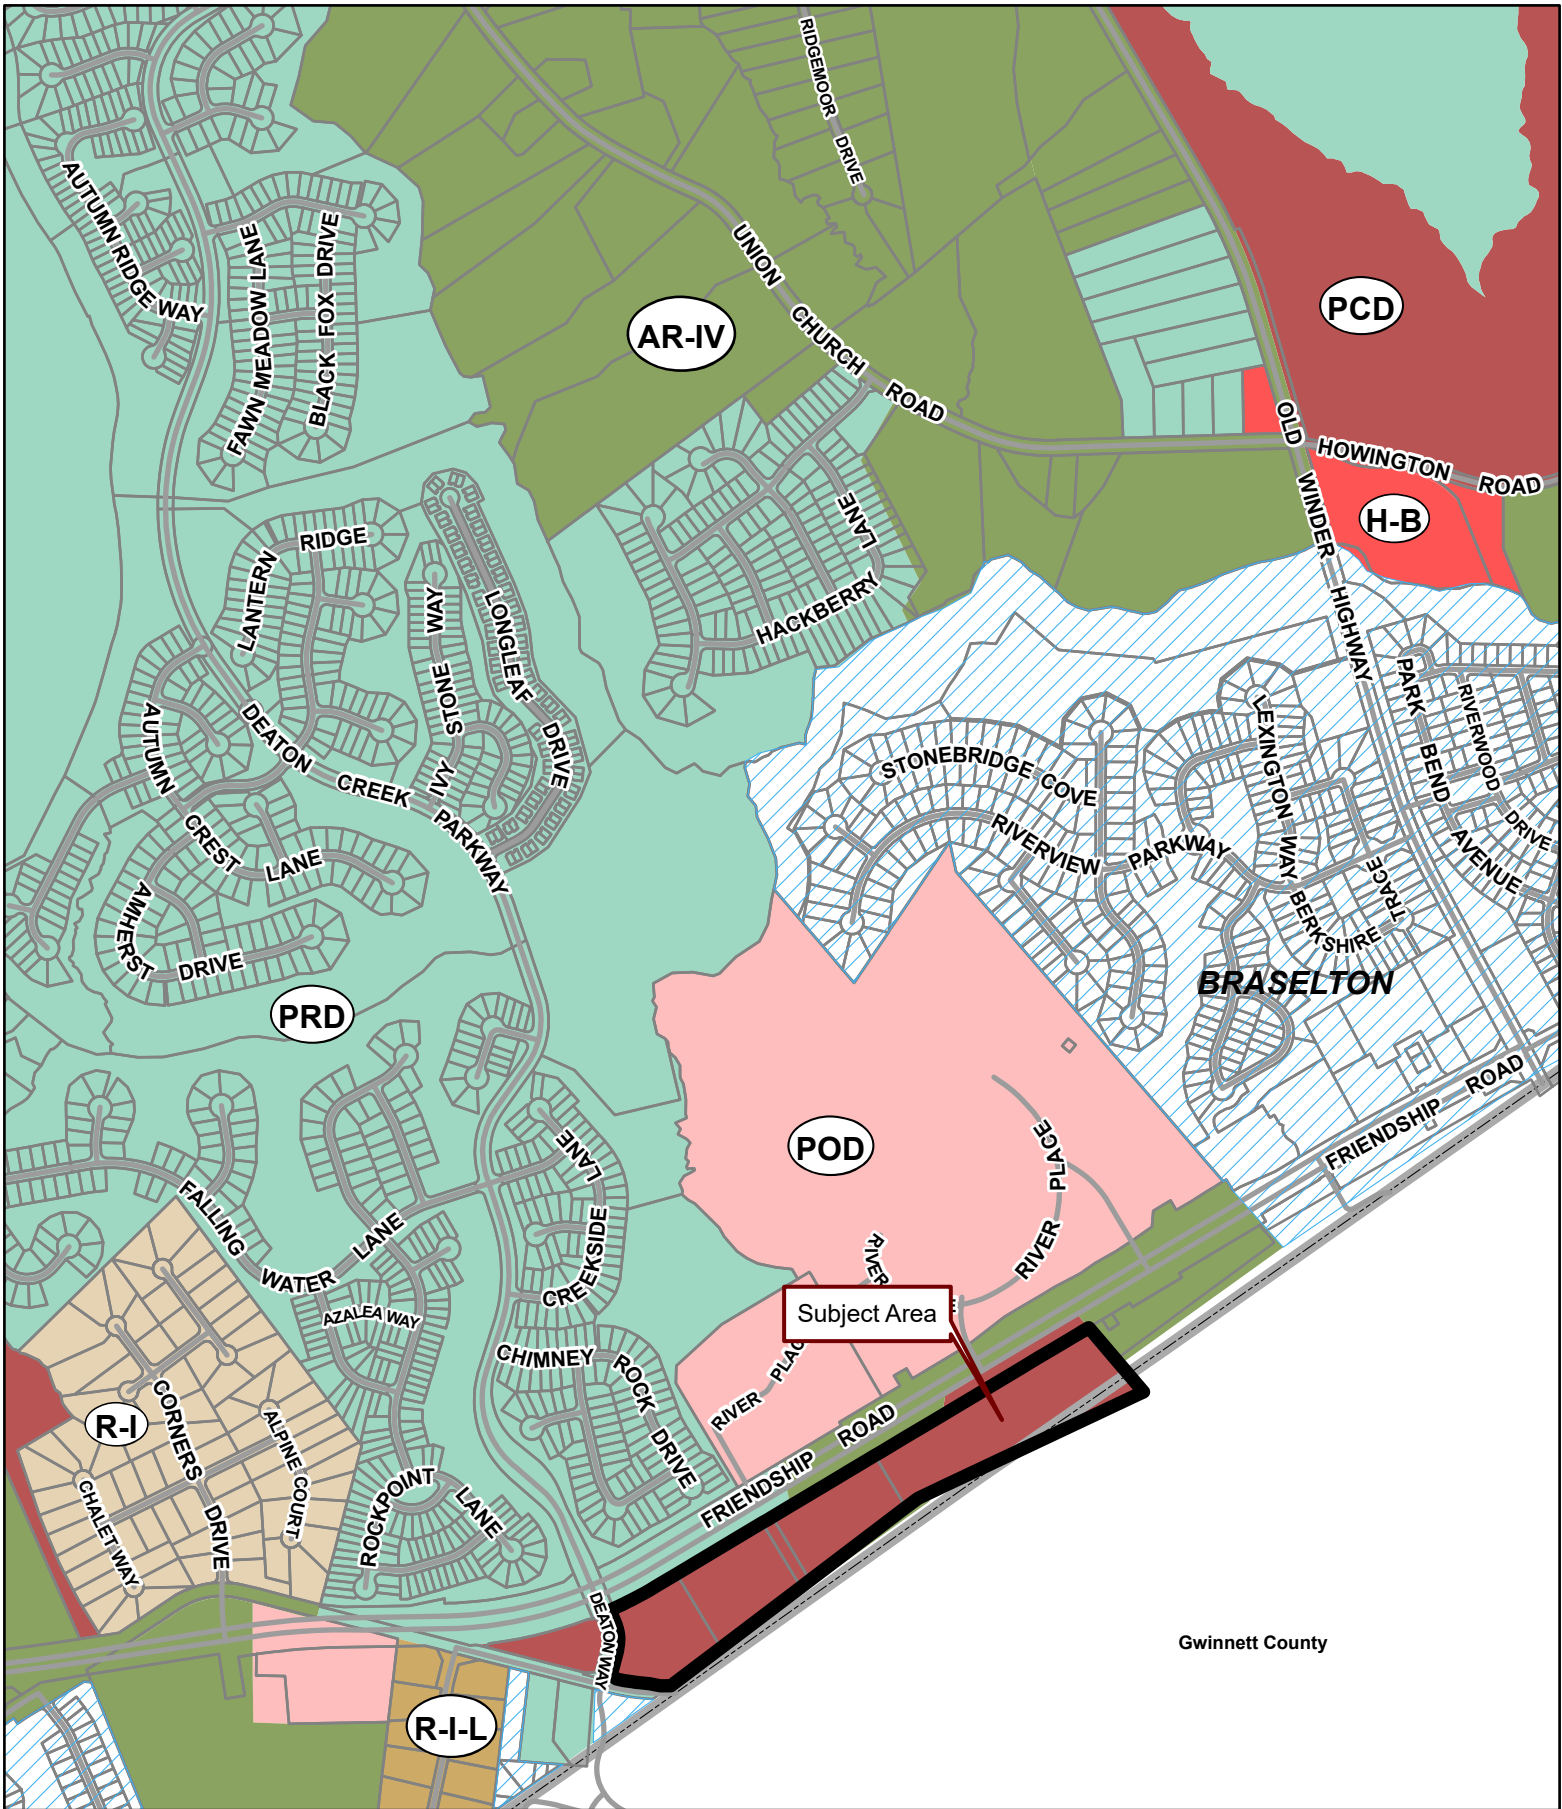 RIDGEMOOR DRIVE
AUTUMN RIDGE WAY
FAWN MEADOW LANE
BLACK FOX DRIVE
UNION CHURCH ROAD
AR-IV
PCD
OLD WINDER HIGHWAY
HOWINGTON ROAD
H-B
LANTERN RIDGE
IVY STONE WAY
LONGLEAF DRIVE
HACKBERRY LANE
AUTUMN CREST LANE
DEATON CREEK PARKWAY
AMHERST DRIVE
PRD
STONEBRIDGE COVE
RIVERVIEW PARKWAY
LEXINGTON WAY
BERKSHIRE TRACE
PARK BEND AVENUE
RIVERWOOD DRIVE
BRASELTON
FRIENDSHIP ROAD
POD
RIVER PLACE
RIVER
E
RIVER PLAC
Subject Area
FALLING WATER LANE
AZALEA WAY
CREEKSIDE LANE
CHIMNEY ROCK DRIVE
R-I
CORNERS DRIVE
ALPINE COURT
CHALET WAY
ROCKPOINT LANE
FRIENDSHIP ROAD
DEATON WAY
R-I-L
Gwinnett County